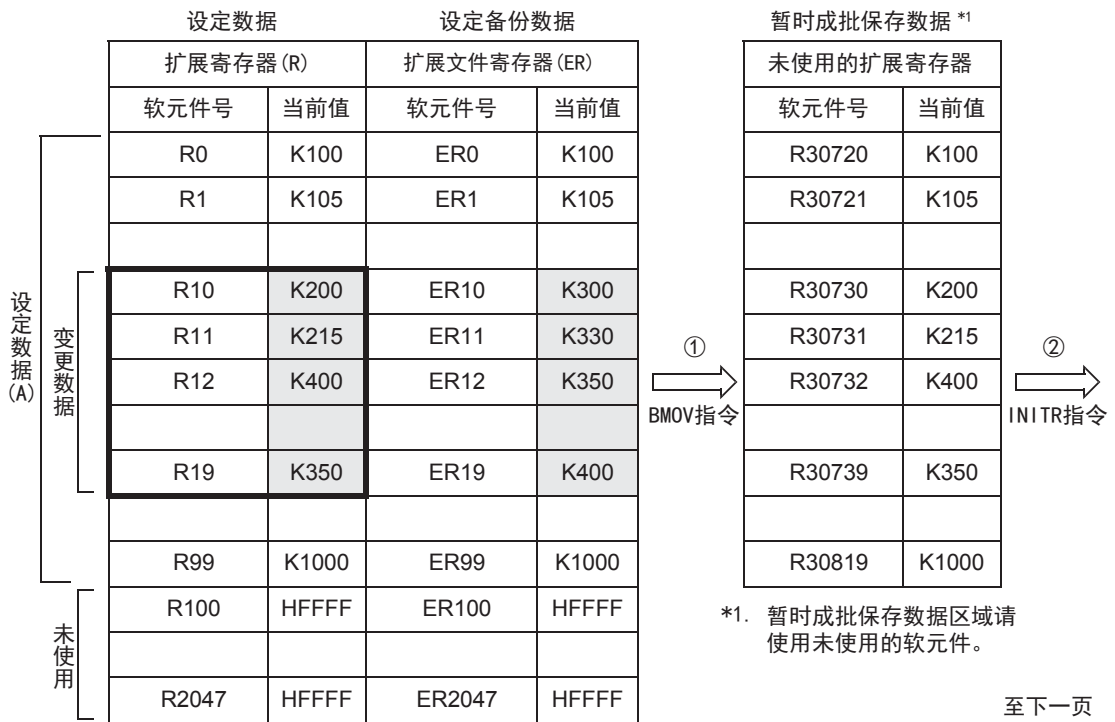 设定数据 设定备份数据 暂时成批保存数据 *1
扩展寄存器(R) 扩展文件寄存器(ER) 未使用的扩展寄存器
软元件号 当前值 软元件号 当前值 软元件号 当前值
R0 K100 ER0 K100 R30720 K100
R1 K105 ER1 K105 R30721 K105
R10 K200 ER10 K300 R30730 K200
R11 K215 ER11 K330 R30731 K215
R12 K400 ER12 K350 R30732 K400
R19 K350 ER19 K400 R30739 K350
R99 K1000 ER99 K1000 R30819 K1000
R100 HFFFF ER100 HFFFF
R2047 HFFFF ER2047 HFFFF
设定数据(A)
变更数据
未使用
①
BMOV指令
②
INITR指令
*1. 暂时成批保存数据区域请
使用未使用的软元件。
至下一页